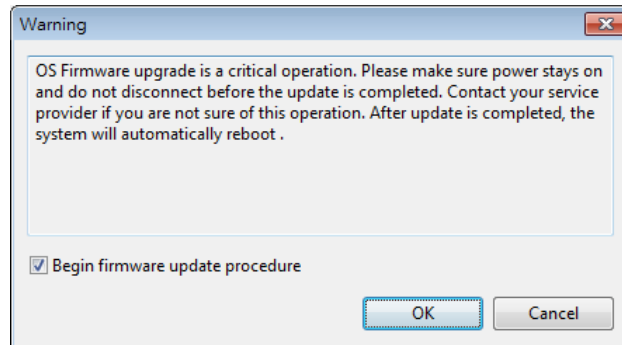 Warning
OS Firmware upgrade is a critical operation. Please make sure power stays on
and do not disconnect before the update is completed. Contact your service
provider if you are not sure of this operation. After update is completed, the
system will automatically reboot .
Begin firmware update procedure
OK
Cancel